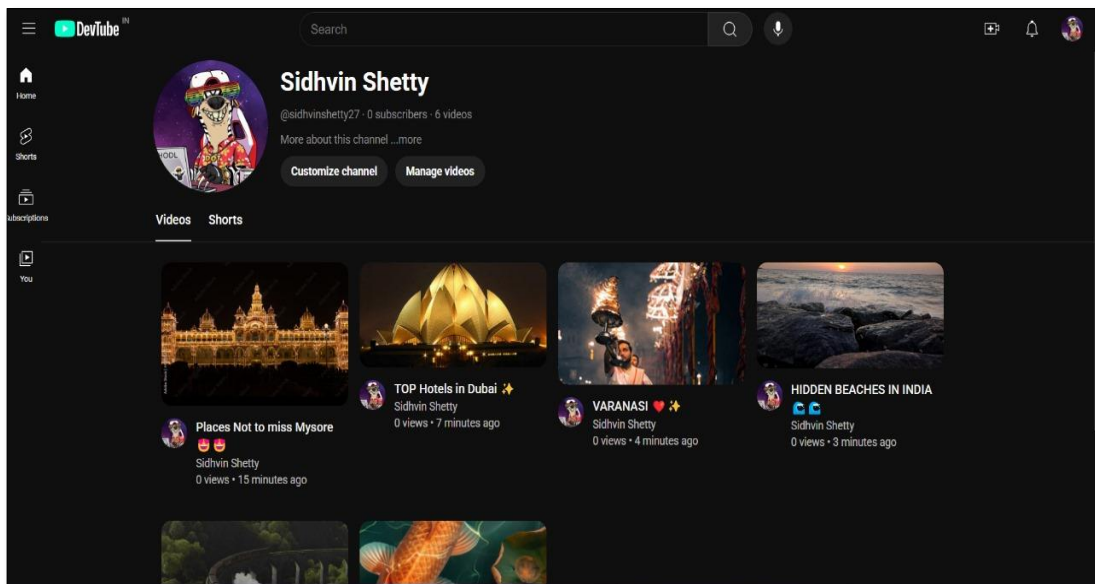 DevTube IN
Search
Home
Shorts
ubscriptions
You
HODL
Sidhvin Shetty
@sidhvinshetty27 · 0 subscribers · 6 videos
More about this channel ...more
Customize channel
Manage videos
Videos
Shorts
Places Not to miss Mysore
😍😍
Sidhvin Shetty
0 views • 15 minutes ago
TOP Hotels in Dubai ✨
Sidhvin Shetty
0 views • 7 minutes ago
VARANASI ❤️ ✨
Sidhvin Shetty
0 views • 4 minutes ago
HIDDEN BEACHES IN INDIA
🌊 🌊
Sidhvin Shetty
0 views • 3 minutes ago